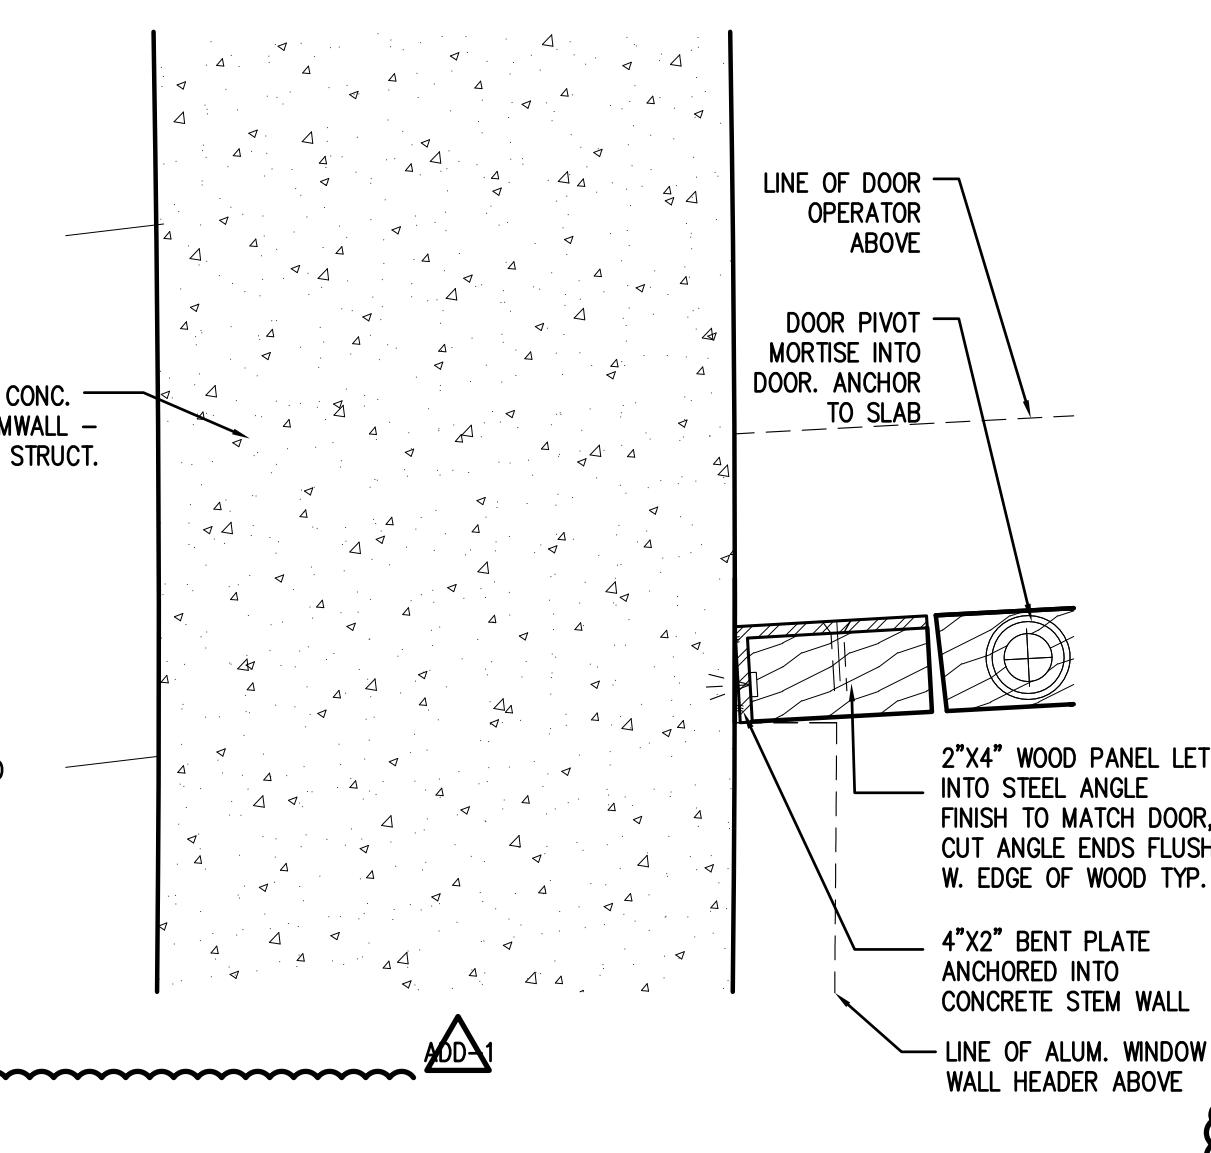 LINE OF DOOR
OPERATOR
ABOVE
DOOR PIVOT
MORTISE INTO
DOOR. ANCHOR
TO SLAB
CONC.
MWALL –
STRUCT.
2"X4" WOOD PANEL LET
INTO STEEL ANGLE
FINISH TO MATCH DOOR,
CUT ANGLE ENDS FLUSH
W. EDGE OF WOOD TYP.
4"X2" BENT PLATE
ANCHORED INTO
CONCRETE STEM WALL
LINE OF ALUM. WINDOW
WALL HEADER ABOVE
ADD-1